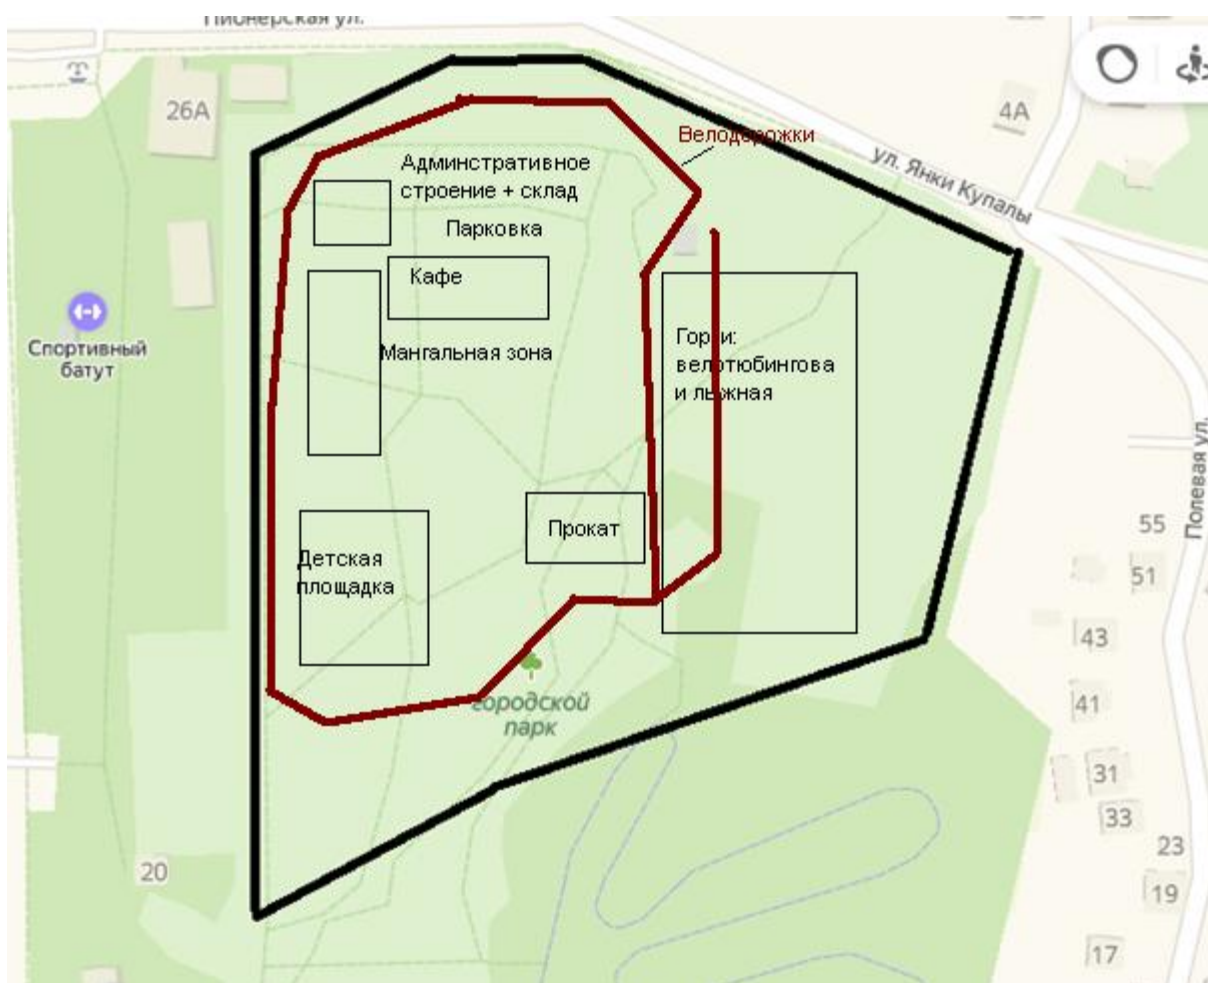 Пионерская ул.
26А
4А
Велодорожки
Админстративное
строение + склад
ул. Янки Купалы
Парковка
Кафе
Спортивный
батут
Мангальная зона
Горки:
велотюбингова
и лыжная
Полевая ул.
Прокат
55
Детская
площадка
51
43
городской
парк
41
31
33
23
20
19
17